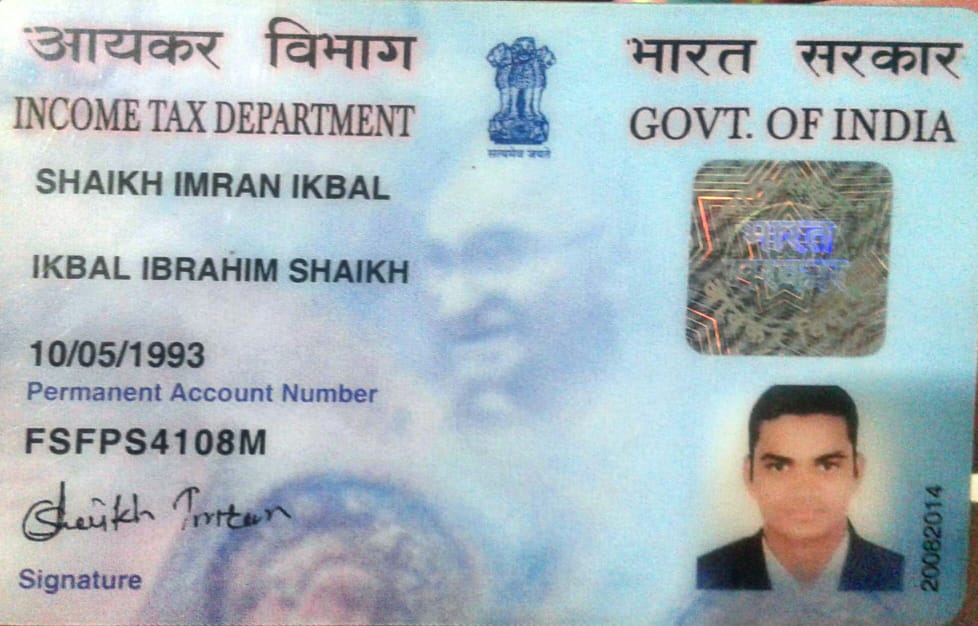 आयकर विभाग
INCOME TAX DEPARTMENT
सत्यमेव जयते
भारत सरकार
GOVT. OF INDIA
SHAIKH IMRAN IKBAL
IKBAL IBRAHIM SHAIKH
10/05/1993
Permanent Account Number
FSFPS4108M
Shaikh Imran
Signature
भारत
20082014